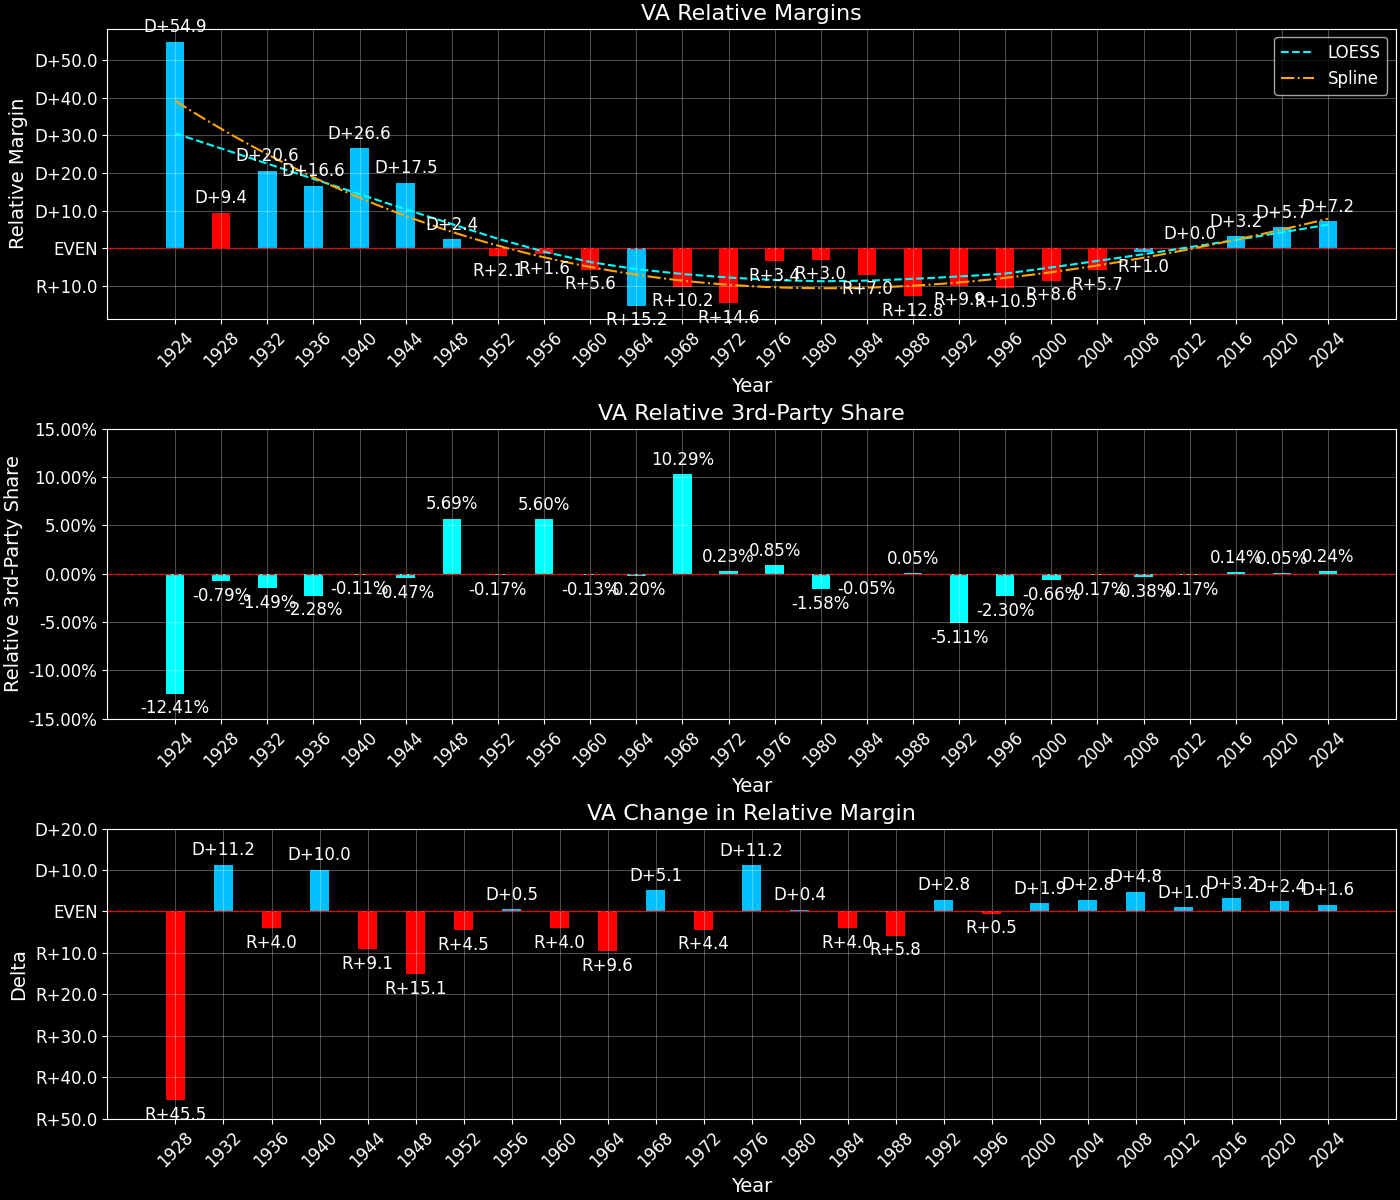 VA Relative Margins
Relative Margin
D+50.0
D+40.0
D+30.0
D+20.0
D+10.0
EVEN
R+10.0
LOESS
Spline
D+54.9
D+9.4
D+20.6
D+16.6
D+26.6
D+17.5
D+2.4
R+2.1
R+1.6
R+5.6
R+15.2
R+10.2
R+14.6
R+3.4
R+3.0
R+7.0
R+12.8
R+9.9
R+10.5
R+8.6
R+5.7
R+1.0
D+0.0
D+3.2
D+5.7
D+7.2
1924 1928 1932 1936 1940 1944 1948 1952 1956 1960 1964 1968 1972 1976 1980 1984 1988 1992 1996 2000 2004 2008 2012 2016 2020 2024
Year
VA Relative 3rd-Party Share
Relative 3rd-Party Share
15.00%
10.00%
5.00%
0.00%
-5.00%
-10.00%
-15.00%
-12.41%
-0.79%
-1.49%
-2.28%
-0.11%
-0.47%
5.69%
-0.17%
5.60%
-0.13%
-0.20%
10.29%
0.23%
0.85%
-1.58%
-0.05%
0.05%
-5.11%
-2.30%
-0.66%
-0.17%
-0.38%
-0.17%
0.14%
0.05%
0.24%
1924 1928 1932 1936 1940 1944 1948 1952 1956 1960 1964 1968 1972 1976 1980 1984 1988 1992 1996 2000 2004 2008 2012 2016 2020 2024
Year
VA Change in Relative Margin
Delta
D+20.0
D+10.0
EVEN
R+10.0
R+20.0
R+30.0
R+40.0
R+50.0
R+45.5
D+11.2
R+4.0
D+10.0
R+9.1
R+15.1
R+4.5
D+0.5
R+4.0
R+9.6
D+5.1
R+4.4
D+11.2
D+0.4
R+4.0
R+5.8
D+2.8
R+0.5
D+1.9
D+2.8
D+4.8
D+1.0
D+3.2
D+2.4
D+1.6
1928 1932 1936 1940 1944 1948 1952 1956 1960 1964 1968 1972 1976 1980 1984 1988 1992 1996 2000 2004 2008 2012 2016 2020 2024
Year